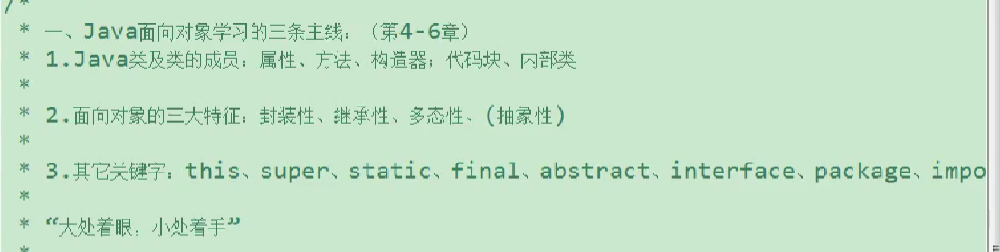 /*
* 一、Java面向对象学习的三条主线：（第4-6章）
* 1.Java类及类的成员：属性、方法、构造器；代码块、内部类
*
* 2.面向对象的三大特征：封装性、继承性、多态性、(抽象性)
*
* 3.其它关键字：this、super、static、final、abstract、interface、package、impo
*
* “大处着眼，小处着手”
*